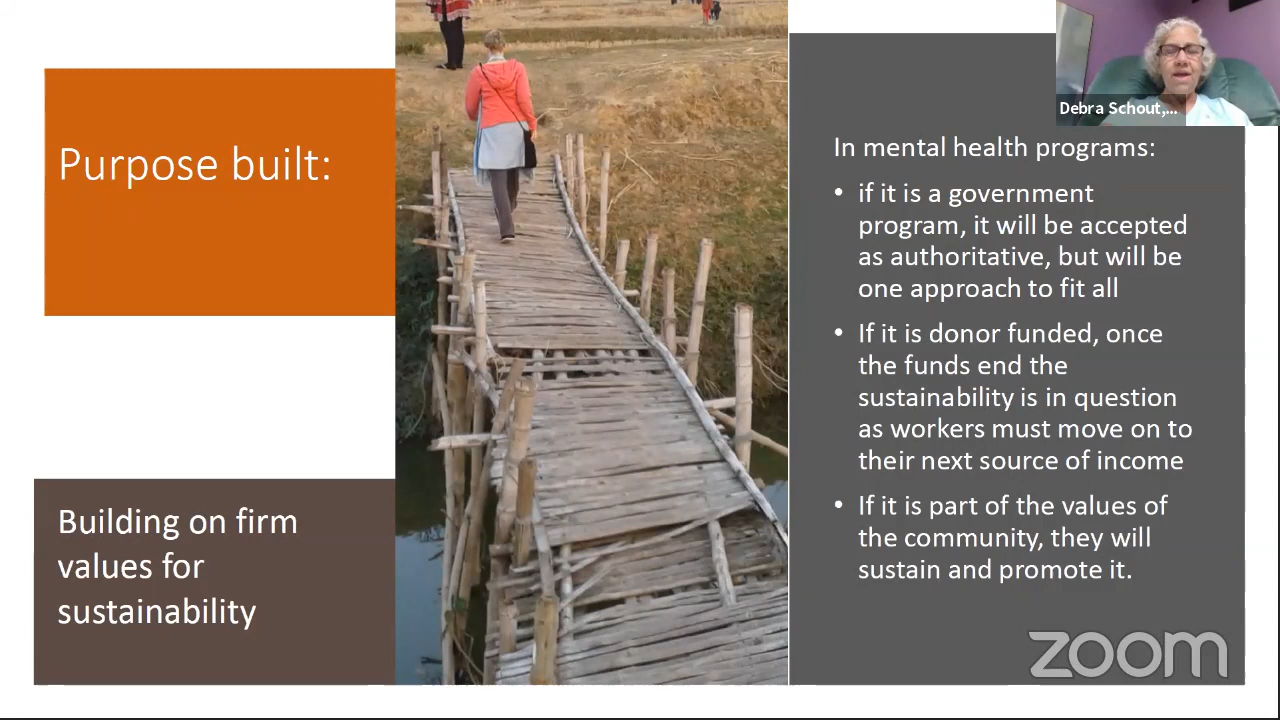 Purpose built:
Building on firm
values for
sustainability
Debra Schout,...
In mental health programs:
• if it is a government
program, it will be accepted
as authoritative, but will be
one approach to fit all
• If it is donor funded, once
the funds end the
sustainability is in question
as workers must move on to
their next source of income
• If it is part of the values of
the community, they will
sustain and promote it.
zoom